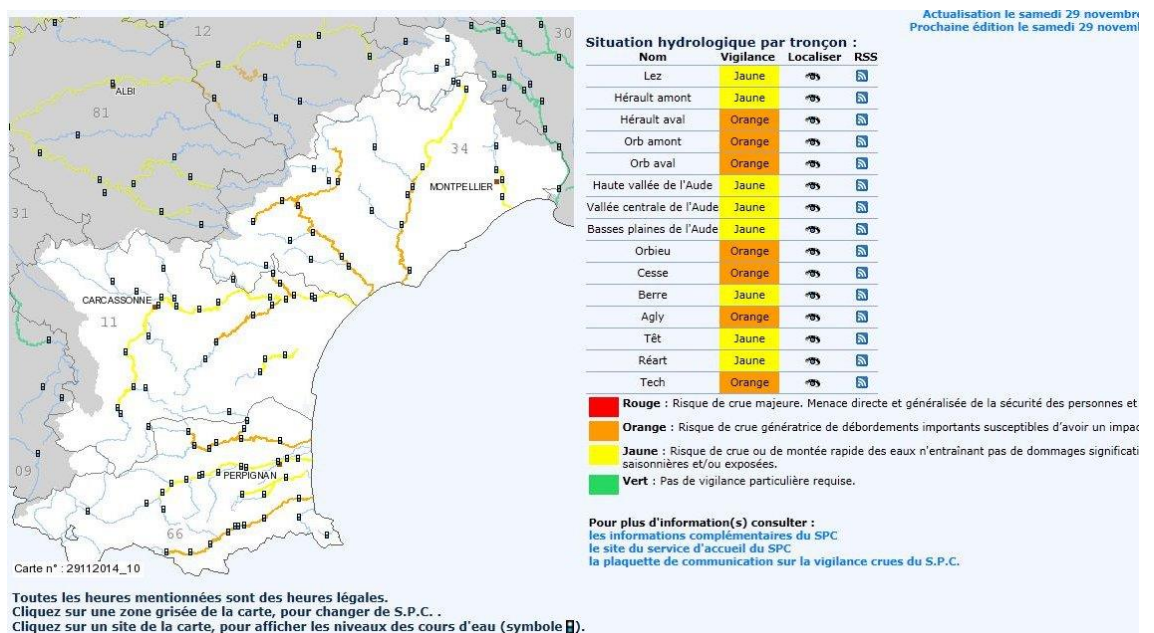 Actualisation le samedi 29 novembre
Prochaine édition le samedi 29 novem
Situation hydrologique par tronçon :
Nom Vigilance Localiser RSS
Lez Jaune
Hérault amont Jaune
Hérault aval Orange
Orb amont Orange
Orb aval Orange
Haute vallée de l'Aude Jaune
Vallée centrale de l'Aude Jaune
Basses plaines de l'Aude Jaune
Orbieu Orange
Cesse Orange
Berre Jaune
Agly Orange
Têt Jaune
Réart Jaune
Tech Orange
Rouge : Risque de crue majeure. Menace directe et généralisée de la sécurité des personnes et
Orange : Risque de crue génératrice de débordements importants susceptibles d'avoir un impac
Jaune : Risque de crue ou de montée rapide des eaux n'entraînant pas de dommages significati
saisonnières et/ou exposées.
Vert : Pas de vigilance particulière requise.
Pour plus d'information(s) consulter :
les informations complémentaires du SPC
le site du service d'accueil du SPC
la plaquette de communication sur la vigilance crues du S.P.C.
12
30
ALBI
81
34
MONTPELLIER
31
CARCASSONNE
11
09
PERPIGNAN
66
Carte n° : 29112014_10
Toutes les heures mentionnées sont des heures légales.
Cliquez sur une zone grisée de la carte, pour changer de S.P.C. .
Cliquez sur un site de la carte, pour afficher les niveaux des cours d'eau (symbole ).